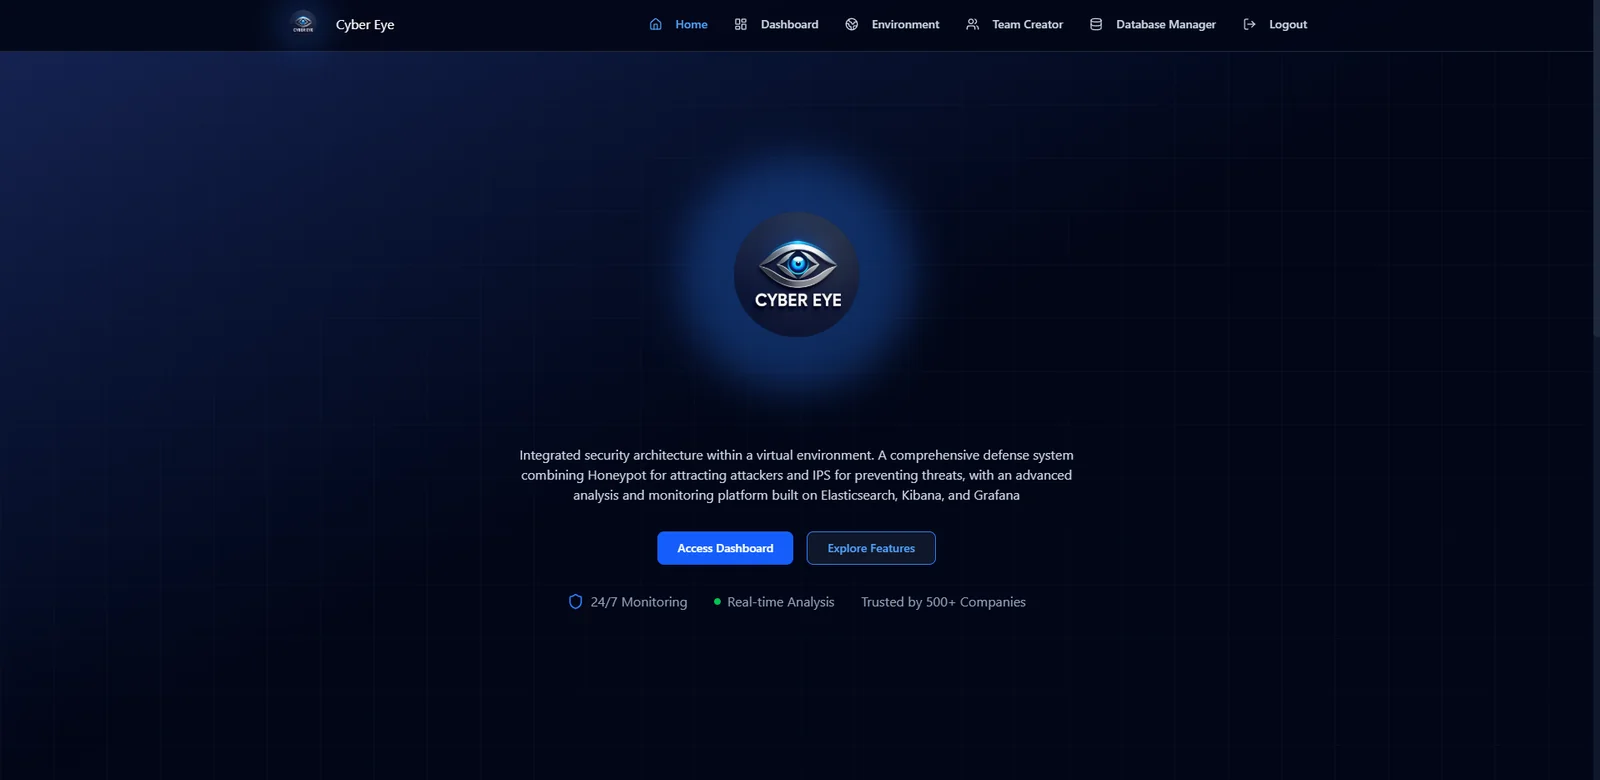 CYBER EYE
Cyber Eye
Home
Dashboard
Environment
Team Creator
Database Manager
Logout
CYBER EYE
Integrated security architecture within a virtual environment. A comprehensive defense system
combining Honeypot for attracting attackers and IPS for preventing threats, with an advanced
analysis and monitoring platform built on Elasticsearch, Kibana, and Grafana
Access Dashboard
Explore Features
24/7 Monitoring
Real-time Analysis
Trusted by 500+ Companies